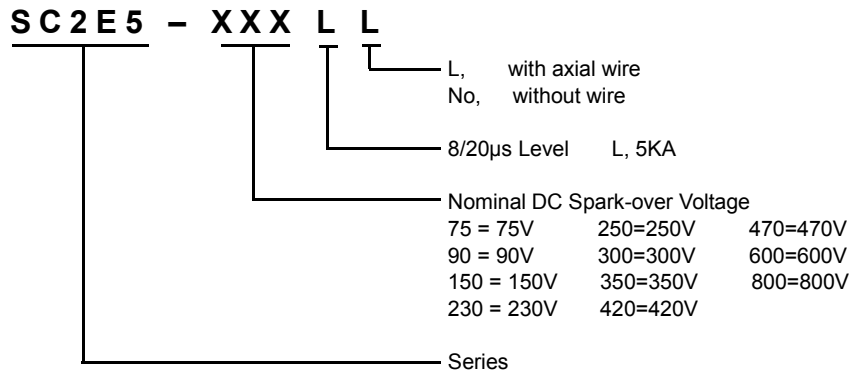 SC2E5 – XXX L L
L, with axial wire
No, without wire
8/20μs Level L, 5KA
Nominal DC Spark-over Voltage
75 = 75V 250=250V 470=470V
90 = 90V 300=300V 600=600V
150 = 150V 350=350V 800=800V
230 = 230V 420=420V
Series